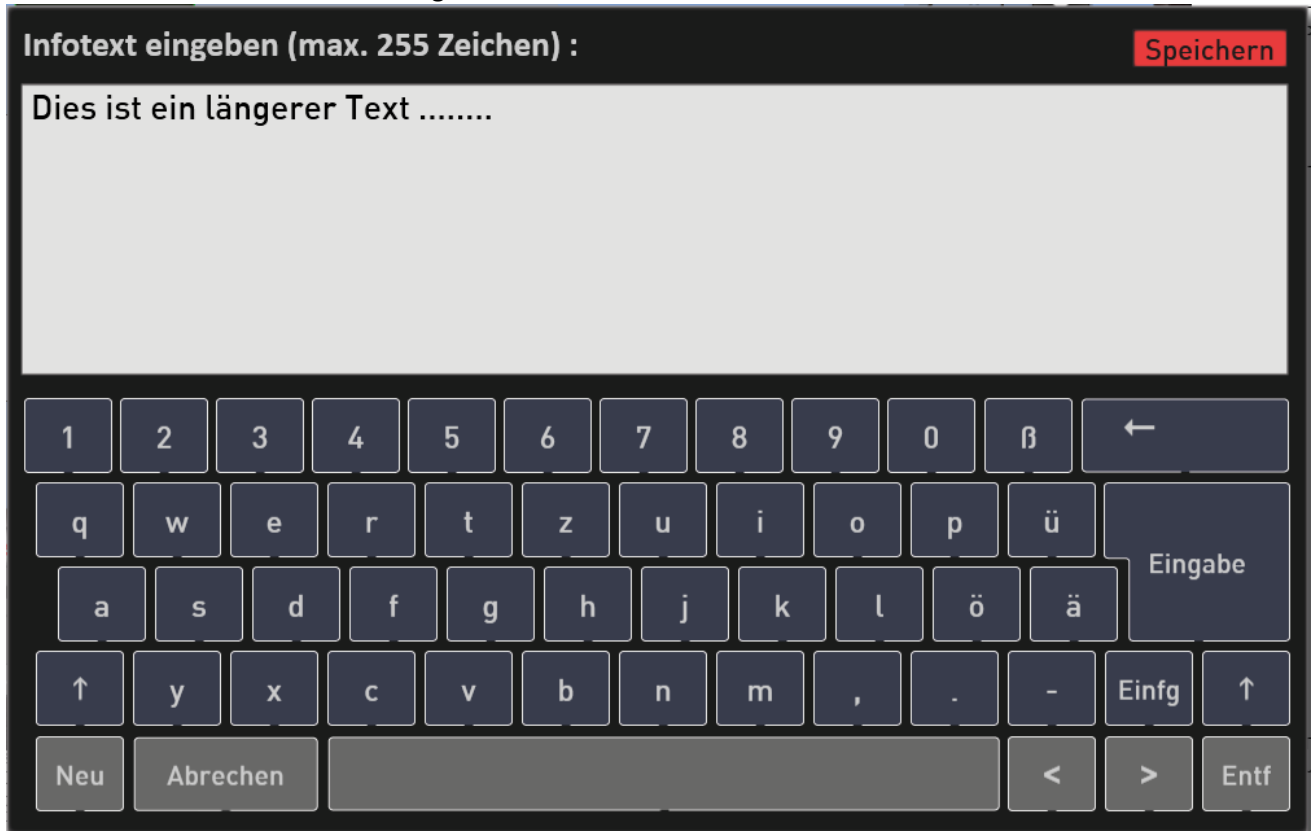 Infotext eingeben (max. 255 Zeichen) :
Speichern
Dies ist ein längerer Text ........
1 2 3 4 5 6 7 8 9 0 ß ←
q w e r t z u i o p ü
Eingabe
a s d f g h j k l ö ä
↑ y x c v b n m , . - Einfg ↑
Neu Abrechen < > Entf